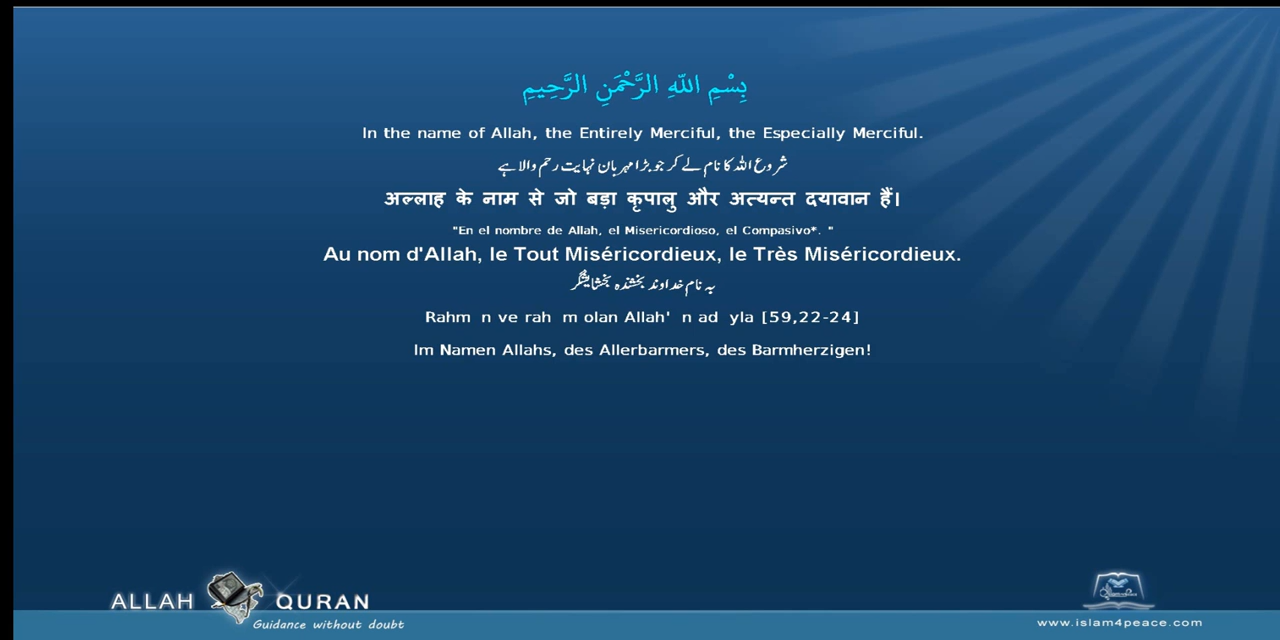 بِسْمِ اللّهِ الرَّحْمَنِ الرَّحِيمِ
In the name of Allah, the Entirely Merciful, the Especially Merciful.
شروع اللہ کا نام لے کر جو بڑا مہربان نہایت رحم والا ہے
अल्लाह के नाम से जो बड़ा कृपालु और अत्यन्त दयावान हैं।
"En el nombre de Allah, el Misericordioso, el Compasivo*. "
Au nom d'Allah, le Tout Miséricordieux, le Très Miséricordieux.
به نام خداوند بخشنده بخشایشگر
Rahm n ve rah m olan Allah' n ad yla [59,22-24]
Im Namen Allahs, des Allerbarmers, des Barmherzigen!
ALLAH QURAN
Guidance without doubt
www.islam4peace.com